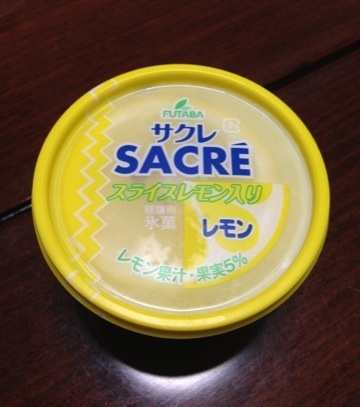 FUTABA
サクレ
SACRÉ
スライスレモン入り
種類別
氷菓
レモン
レモン果汁・果実5%